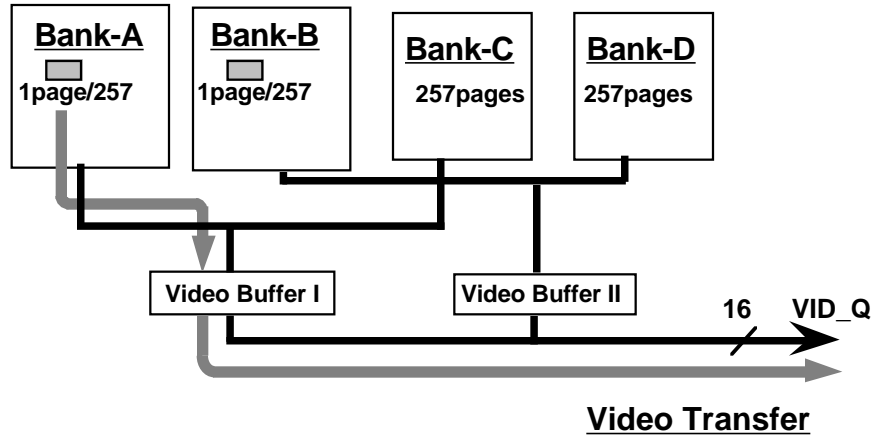 Bank-A
1page/257
Bank-B
1page/257
Bank-C
257pages
Bank-D
257pages
Video Buffer I
Video Buffer II
16
VID_Q
Video Transfer